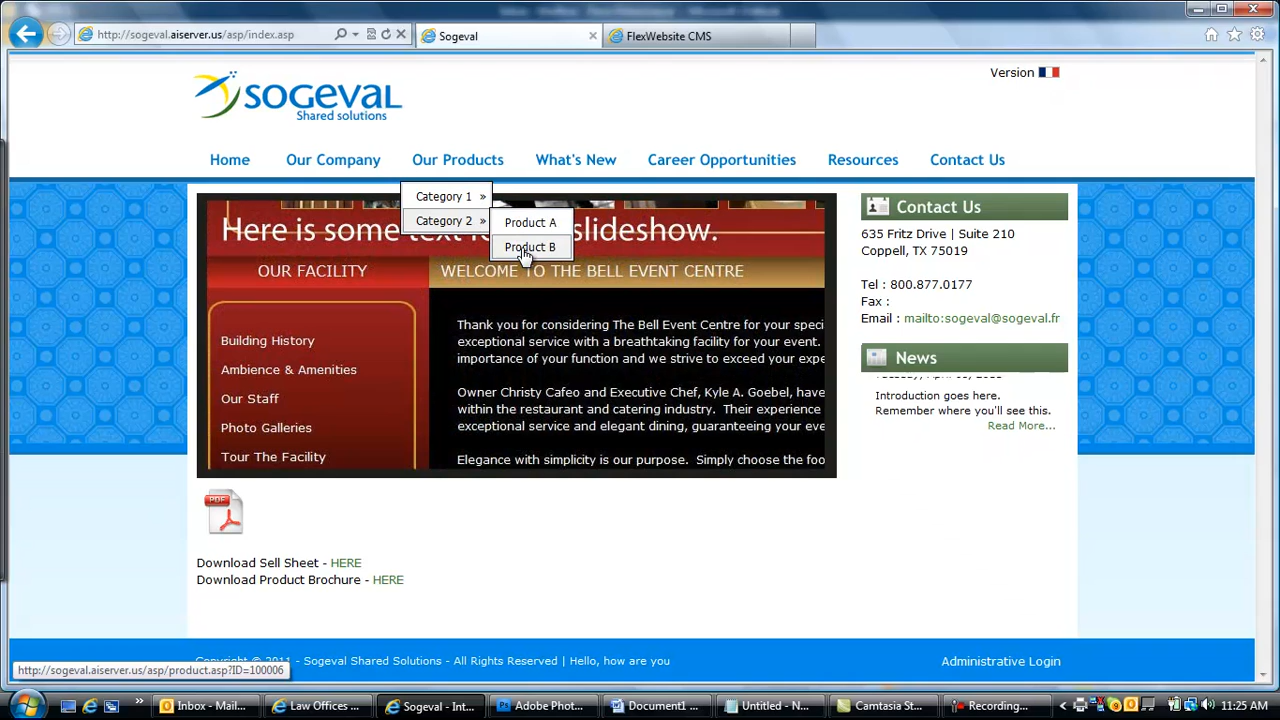 http://sogeval.aiserver.us/asp/index.asp
Sogeval
FlexWebsite CMS
SOGEVAL
Shared solutions
Version
Home
Our Company
Our Products
What's New
Career Opportunities
Resources
Contact Us
Category 1 »
Category 2 »
Product A
Product B
Here is some text slideshow.
OUR FACILITY
WELCOME TO THE BELL EVENT CENTRE
Building History
Ambience & Amenities
Our Staff
Photo Galleries
Tour The Facility
Thank you for considering The Bell Event Centre for your speci
exceptional service with a breathtaking facility for your event.
importance of your function and we strive to exceed your expe
Owner Christy Cafeo and Executive Chef, Kyle A. Goebel, have
within the restaurant and catering industry. Their experience
exceptional service and elegant dining, guaranteeing your eve
Elegance with simplicity is our purpose. Simply choose the foo
Contact Us
635 Fritz Drive | Suite 210
Coppell, TX 75019
Tel : 800.877.0177
Fax :
Email : mailto:sogeval@sogeval.fr
News
Introduction goes here.
Remember where you'll see this.
Read More...
PDF
Download Sell Sheet - HERE
Download Product Brochure - HERE
Copyright © 2011 - Sogeval Shared Solutions - All Rights Reserved | Hello, how are you
Administrative Login
http://sogeval.aiserver.us/asp/product.asp?ID=100006
Inbox - Mail...
Law Offices ...
Sogeval - Int...
Adobe Phot...
Document1 ...
Untitled - N...
Camtasia St...
Recording...
11:25 AM